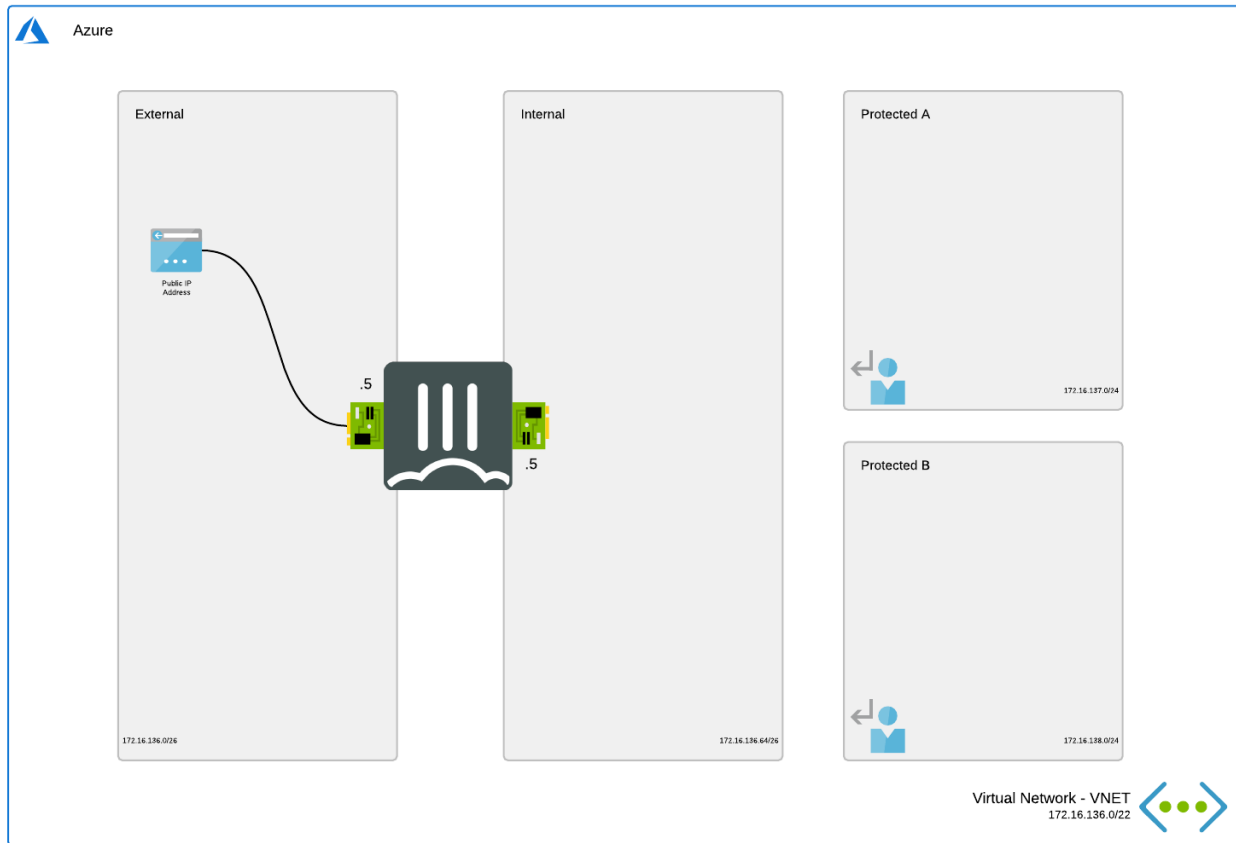 Azure
External
Internal
Protected A
Public IP
Address
.5
172.16.137.0/24
.5
Protected B
172.16.136.0/26
172.16.136.64/26
172.16.138.0/24
Virtual Network - VNET
172.16.136.0/22